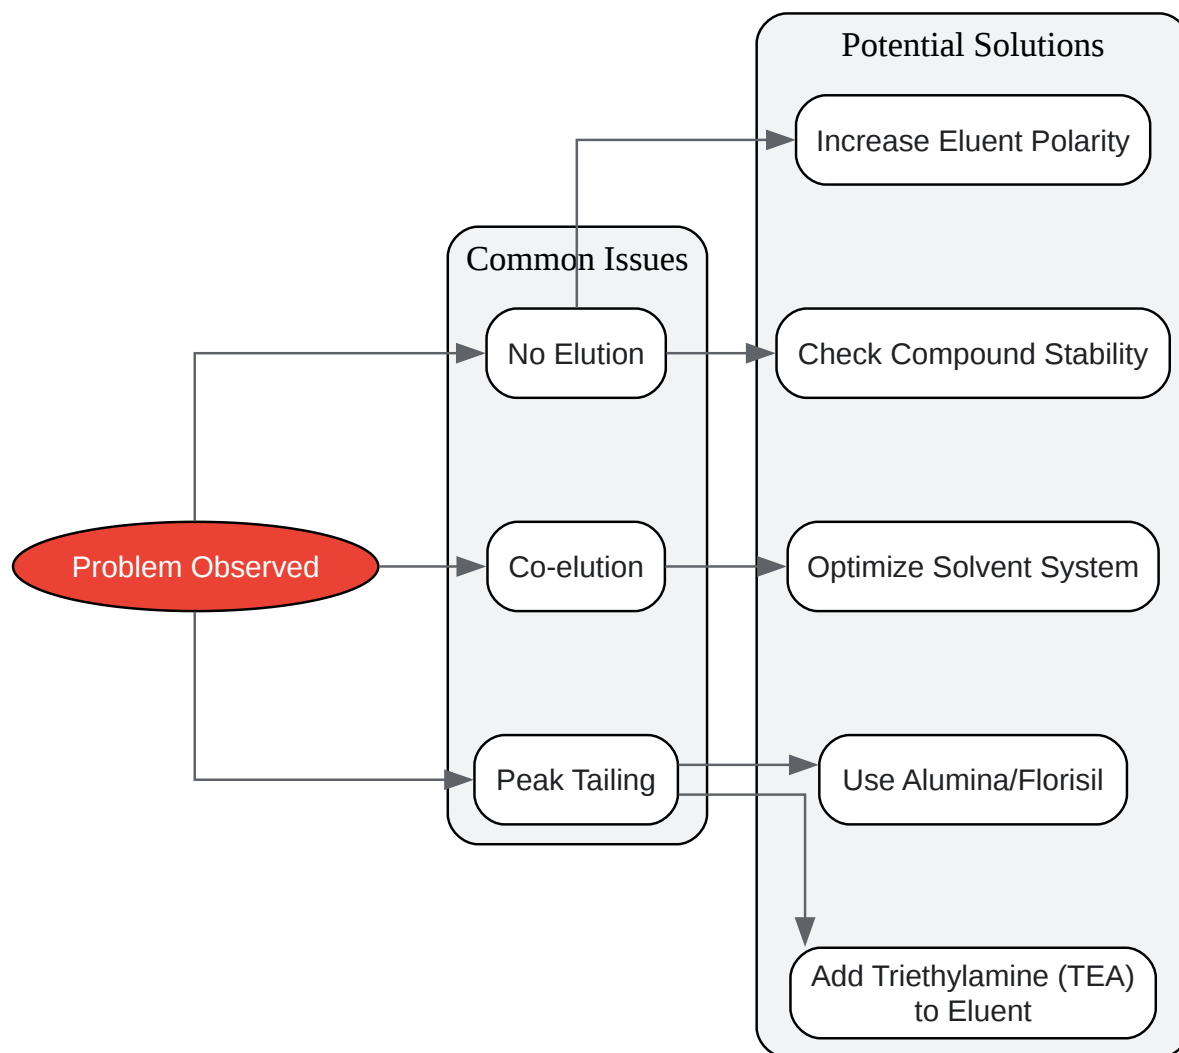 Potential Solutions
Increase Eluent Polarity
Common Issues
No Elution
Check Compound Stability
Problem Observed
Co-elution
Optimize Solvent System
Peak Tailing
Use Alumina/Florisil
Add Triethylamine (TEA)
to Eluent